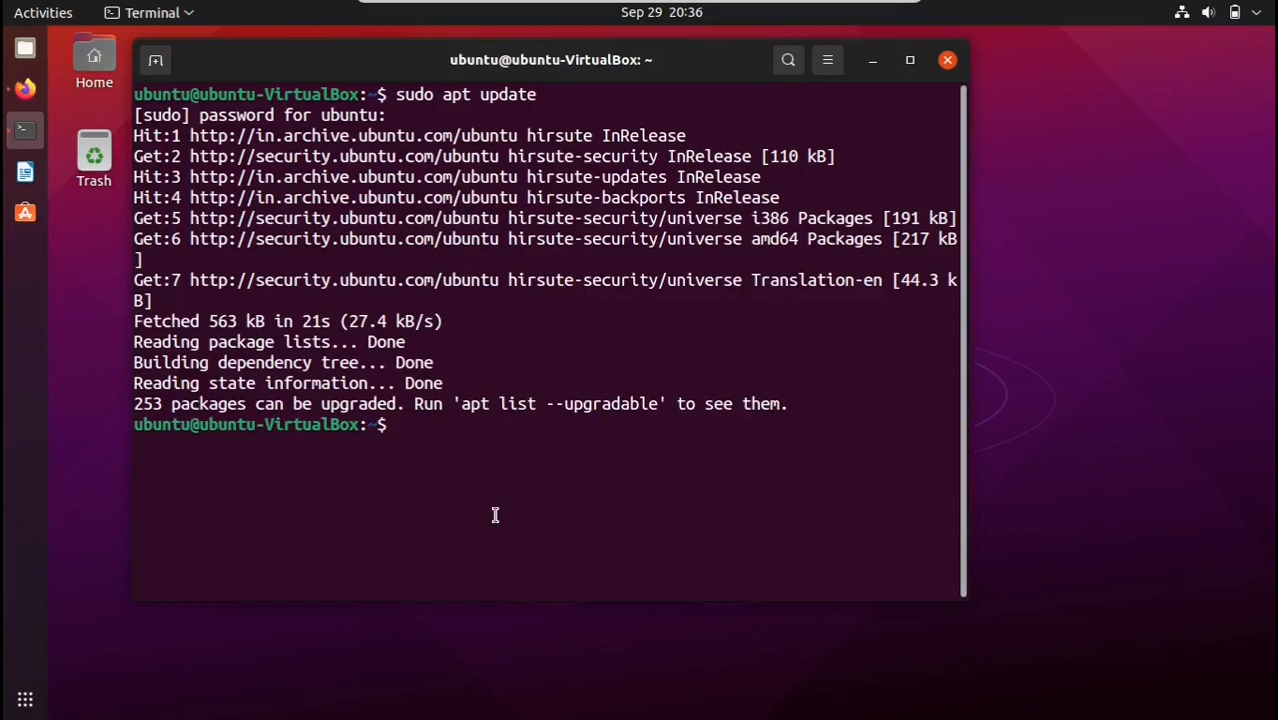 Activities
Terminal
Sep 29 20:36
Home
Trash
ubuntu@ubuntu-VirtualBox: ~
ubuntu@ubuntu-VirtualBox:~$ sudo apt update
[sudo] password for ubuntu:
Hit:1 http://in.archive.ubuntu.com/ubuntu hirsute InRelease
Get:2 http://security.ubuntu.com/ubuntu hirsute-security InRelease [110 kB]
Hit:3 http://in.archive.ubuntu.com/ubuntu hirsute-updates InRelease
Hit:4 http://in.archive.ubuntu.com/ubuntu hirsute-backports InRelease
Get:5 http://security.ubuntu.com/ubuntu hirsute-security/universe i386 Packages [191 kB]
Get:6 http://security.ubuntu.com/ubuntu hirsute-security/universe amd64 Packages [217 kB
]
Get:7 http://security.ubuntu.com/ubuntu hirsute-security/universe Translation-en [44.3 k
B]
Fetched 563 kB in 21s (27.4 kB/s)
Reading package lists... Done
Building dependency tree... Done
Reading state information... Done
253 packages can be upgraded. Run 'apt list --upgradable' to see them.
ubuntu@ubuntu-VirtualBox:~$